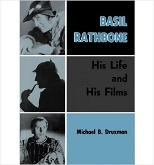 BASIL
RATHBONE
His Life
and
His Films
Michael B. Druxman